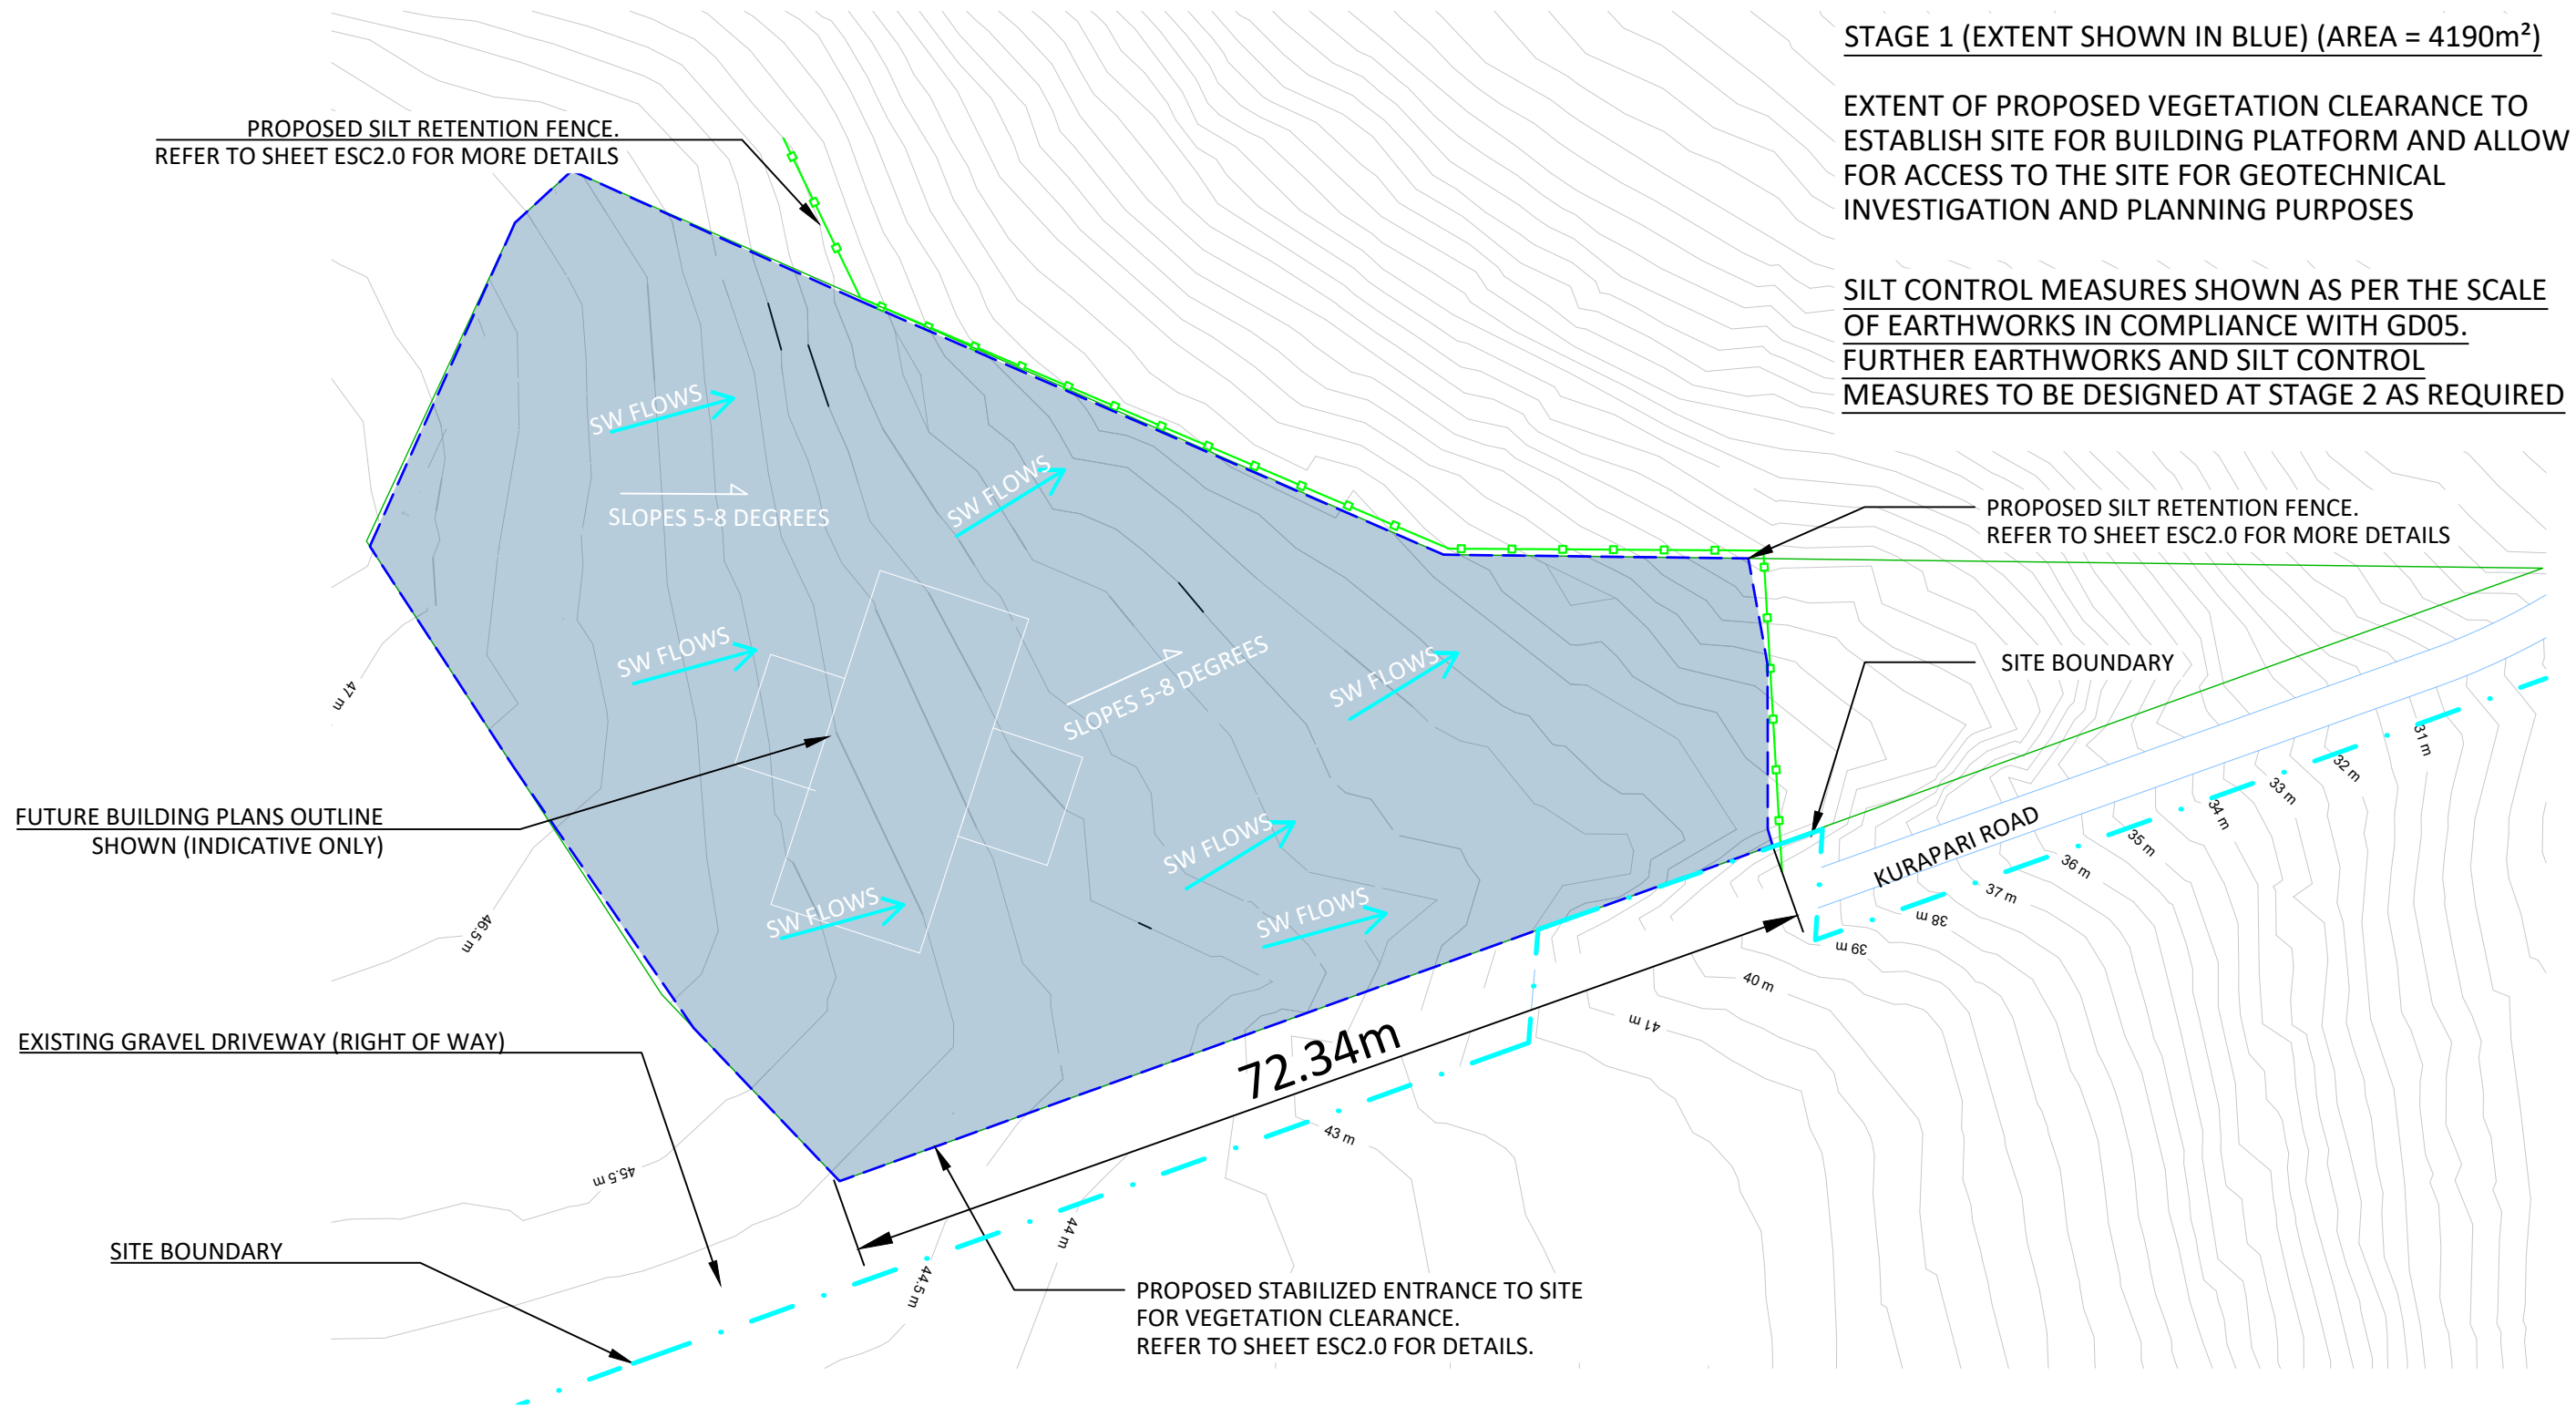 STAGE 1 (EXTENT SHOWN IN BLUE) (AREA = 4190m²)
EXTENT OF PROPOSED VEGETATION CLEARANCE TO
ESTABLISH SITE FOR BUILDING PLATFORM AND ALLOW
FOR ACCESS TO THE SITE FOR GEOTECHNICAL
INVESTIGATION AND PLANNING PURPOSES
SILT CONTROL MEASURES SHOWN AS PER THE SCALE
OF EARTHWORKS IN COMPLIANCE WITH GD05.
FURTHER EARTHWORKS AND SILT CONTROL
MEASURES TO BE DESIGNED AT STAGE 2 AS REQUIRED
PROPOSED SILT RETENTION FENCE.
REFER TO SHEET ESC2.0 FOR MORE DETAILS
SW FLOWS
SW FLOWS
SLOPES 5-8 DEGREES
PROPOSED SILT RETENTION FENCE.
REFER TO SHEET ESC2.0 FOR MORE DETAILS
SW FLOWS
SLOPES 5-8 DEGREES
SW FLOWS
SITE BOUNDARY
47 m
31 m
32 m
33 m
34 m
35 m
36 m
37 m
38 m
39 m
KURAPARI ROAD
FUTURE BUILDING PLANS OUTLINE
SHOWN (INDICATIVE ONLY)
SW FLOWS
SW FLOWS
SW FLOWS
46.5 m
40 m
41 m
EXISTING GRAVEL DRIVEWAY (RIGHT OF WAY)
72.34m
43 m
45.5 m
44 m
44.5 m
SITE BOUNDARY
PROPOSED STABILIZED ENTRANCE TO SITE
FOR VEGETATION CLEARANCE.
REFER TO SHEET ESC2.0 FOR DETAILS.